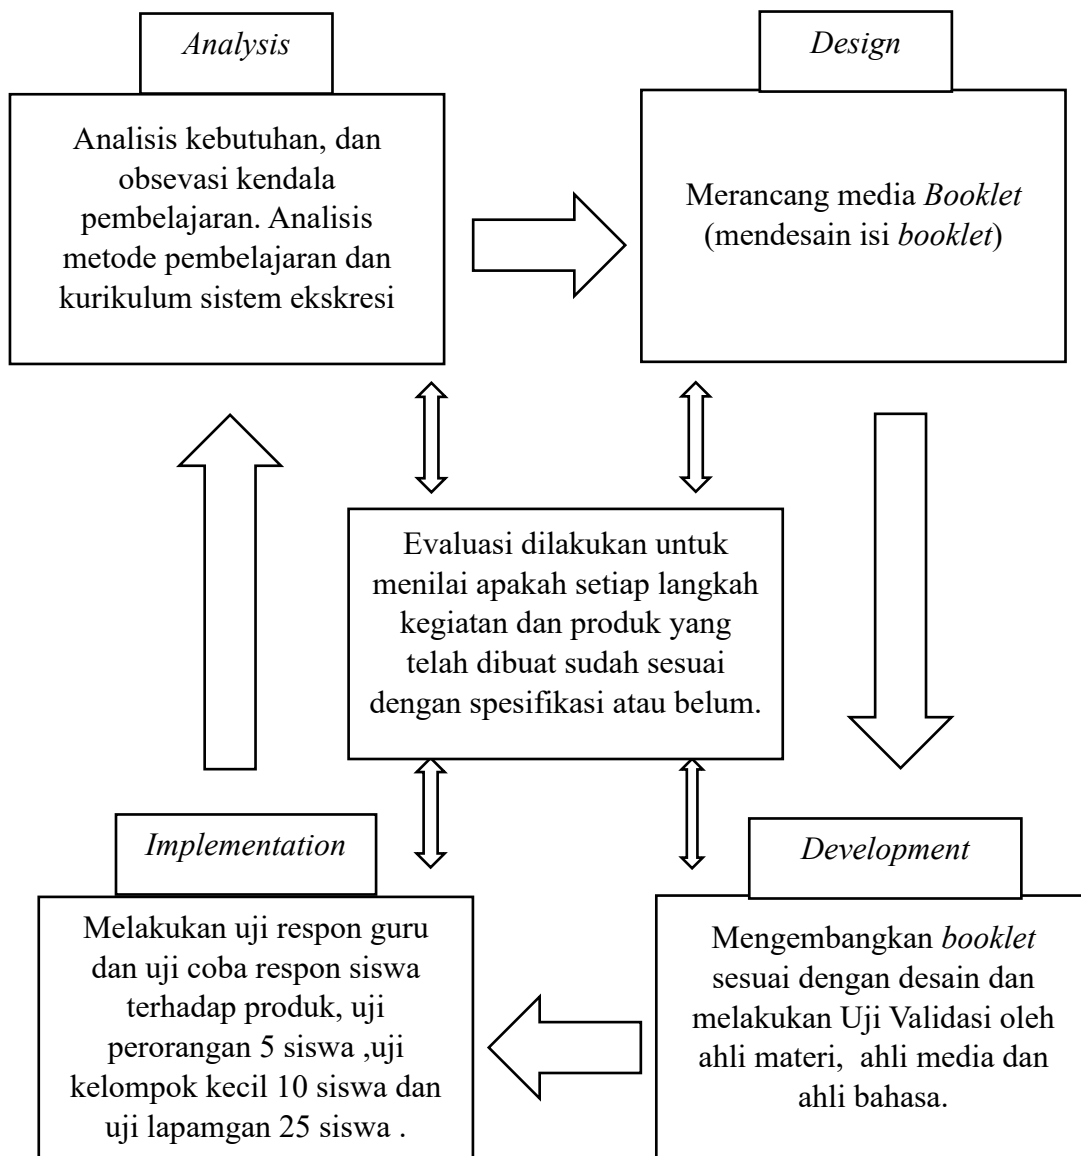 Analysis
Analisis kebutuhan, dan
obsevasi kendala
pembelajaran. Analisis
metode pembelajaran dan
kurikulum sistem ekskresi
Design
Merancang media Booklet
(mendesain isi booklet)
Evaluasi dilakukan untuk
menilai apakah setiap langkah
kegiatan dan produk yang
telah dibuat sudah sesuai
dengan spesifikasi atau belum.
Implementation
Melakukan uji respon guru
dan uji coba respon siswa
terhadap produk, uji
perorangan 5 siswa ,uji
kelompok kecil 10 siswa dan
uji lapamgan 25 siswa .
Development
Mengembangkan booklet
sesuai dengan desain dan
melakukan Uji Validasi oleh
ahli materi,  ahli media dan
ahli bahasa.